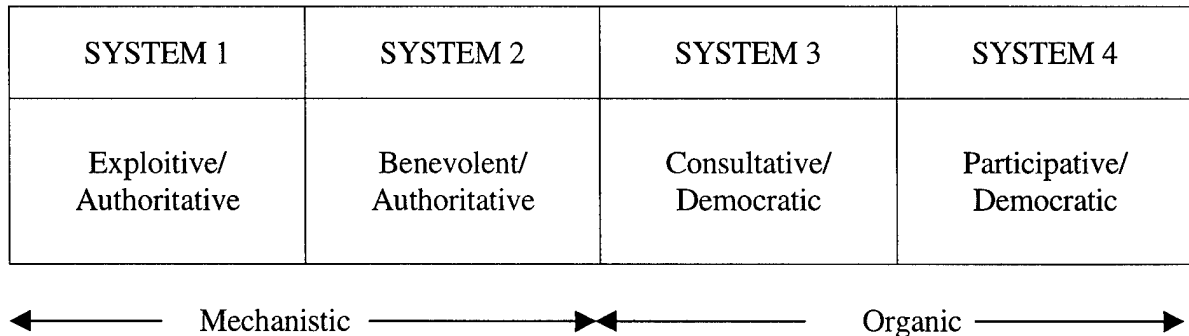 SYSTEM 1 SYSTEM 2 SYSTEM 3 SYSTEM 4
Exploitive/ Benevolent/ Consultative/ Participative/
Authoritative Authoritative Democratic Democratic
Mechanistic Organic